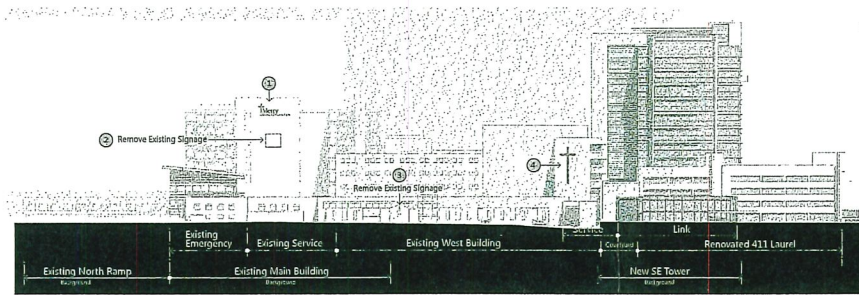 1
Mercy
2 Remove Existing Signage
3
Remove Existing Signage
4
Existing
Emergency
Existing Service
Existing West Building
Service
Courtyard
Link
Renovated 411 Laurel
Existing North Ramp
Background
Existing Main Building
Background
New SE Tower
Background